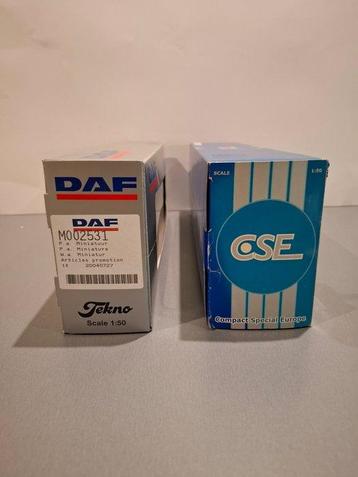 DAF
DAF
M002531
P.a. Miniatuur
P.a. Miniature
W.a. Miniatur
Articles promotion
20040727
Tekno
Scale 1:50
SCALE 1:50
CSE
Compact Special Europe